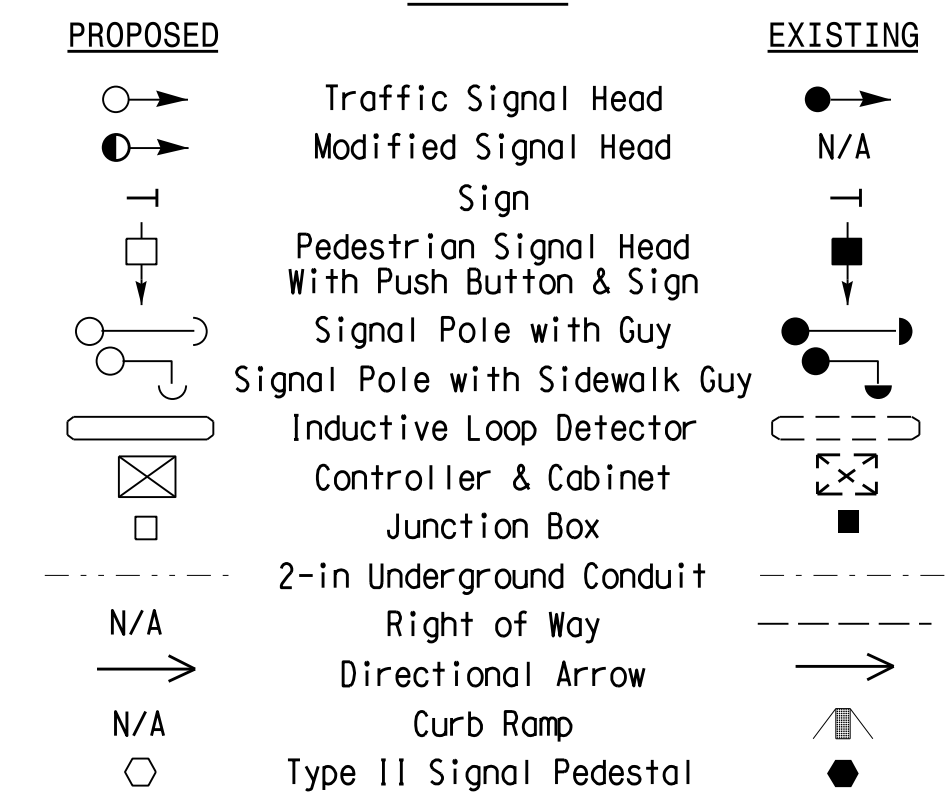 PROPOSED EXISTING
Traffic Signal Head
Modified Signal Head N/A
Sign
Pedestrian Signal Head
With Push Button & Sign
Signal Pole with Guy
Signal Pole with Sidewalk Guy
Inductive Loop Detector
Controller & Cabinet
Junction Box
2-in Underground Conduit
N/A Right of Way
Directional Arrow
N/A Curb Ramp
Type II Signal Pedestal